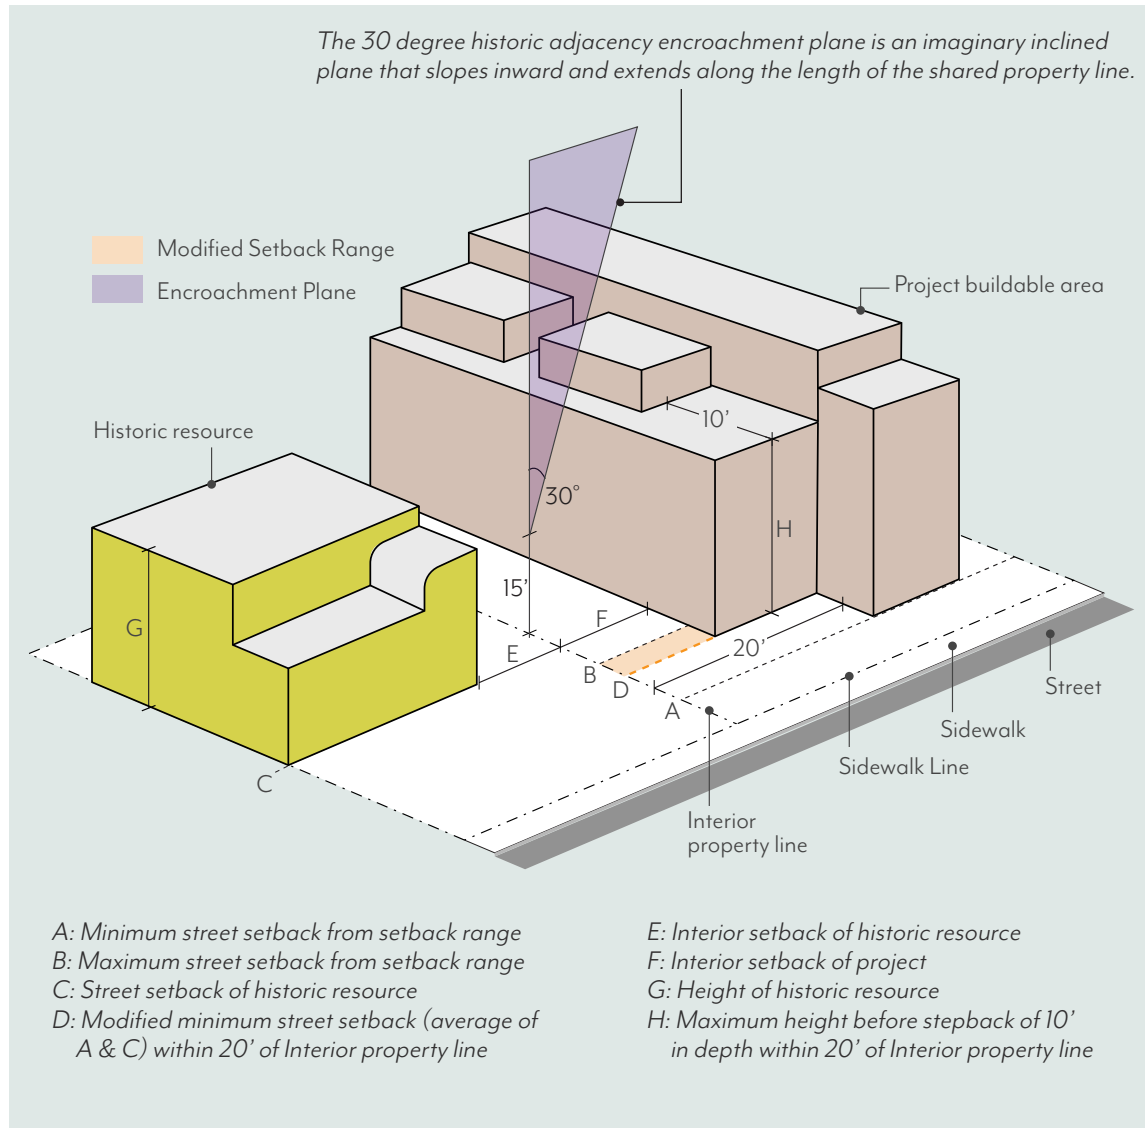 The 30 degree historic adjacency encroachment plane is an imaginary inclined
plane that slopes inward and extends along the length of the shared property line.
Modified Setback Range
Encroachment Plane
Project buildable area
Historic resource
10’
30°
H
15’
G
F
E
20’
B
D
A
Street
Sidewalk
Sidewalk Line
C
Interior
property line
A: Minimum street setback from setback range
B: Maximum street setback from setback range
C: Street setback of historic resource
D: Modified minimum street setback (average of
A & C) within 20’ of Interior property line
E: Interior setback of historic resource
F: Interior setback of project
G: Height of historic resource
H: Maximum height before stepback of 10’
in depth within 20’ of Interior property line